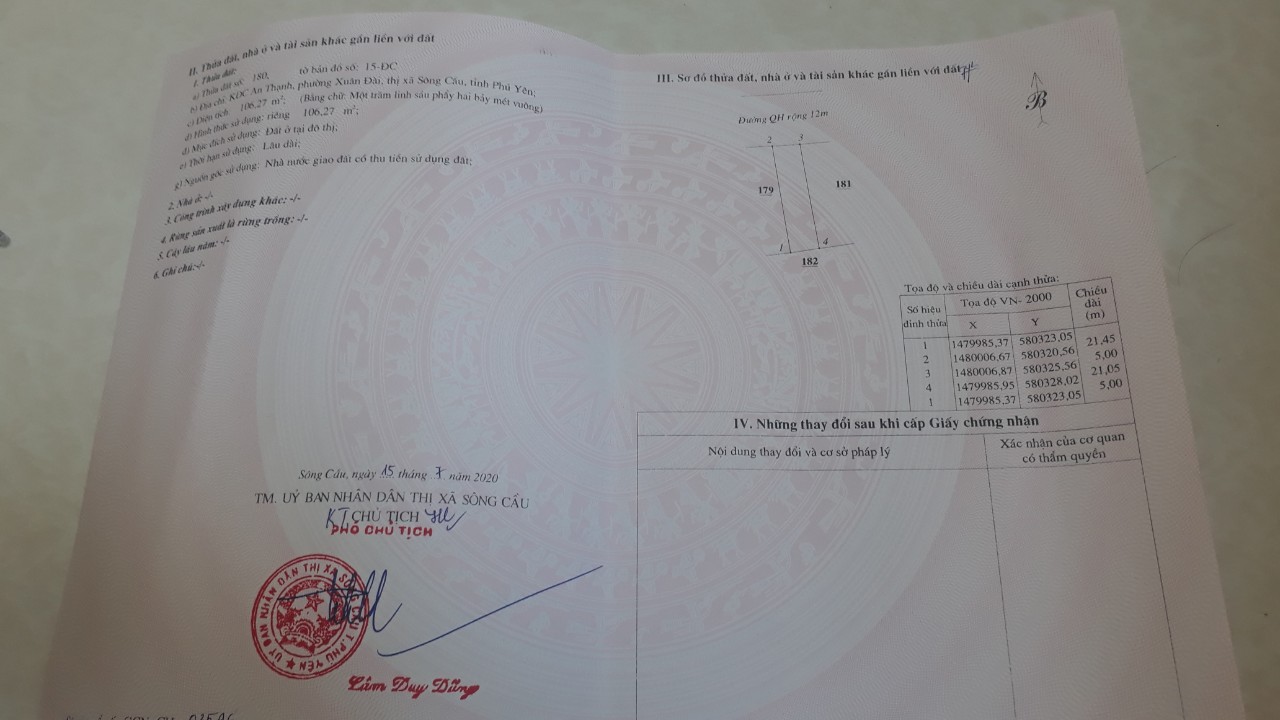 II. Thửa đất, nhà ở và tài sản khác gắn liền với đất
1. Thửa đất:
a) Thửa đất số: 180, tờ bản đồ số: 15-ĐC
b) Địa chỉ: KDC An Thạnh, phường Xuân Đài, thị xã Sông Cầu, tỉnh Phú Yên;
c) Diện tích: 106,27 m²; (Bằng chữ: Một trăm linh sáu phẩy hai bảy mét vuông)
d) Hình thức sử dụng: riêng 106,27 m²;
đ) Mục đích sử dụng: Đất ở tại đô thị;
e) Thời hạn sử dụng: Lâu dài;
g) Nguồn gốc sử dụng: Nhà nước giao đất có thu tiền sử dụng đất;
2. Nhà ở: -/-
3. Công trình xây dựng khác: -/-
4. Rừng sản xuất là rừng trồng: -/-
5. Cây lâu năm: -/-
6. Ghi chú:-/-
Sông Cầu, ngày 15 tháng 7 năm 2020
TM. UỶ BAN NHÂN DÂN THỊ XÃ SÔNG CẦU
KT CHỦ TỊCH
PHÓ CHỦ TỊCH
UỶ BAN NHÂN DÂN THỊ XÃ SÔNG CẦU T. PHÚ YÊN
Lâm Duy Dũng
III. Sơ đồ thửa đất, nhà ở và tài sản khác gắn liền với đất
B
Đường QH rộng 12m
2 3
179 181
1 4
182
Tọa độ và chiều dài cạnh thửa:
Số hiệu đỉnh thửa Tọa độ VN- 2000 Chiều dài (m)
X Y
1 1479985,37 580323,05
21,45
2 1480006,67 580320,56
5,00
3 1480006,87 580325,56
21,05
4 1479985,95 580328,02
5,00
1 1479985,37 580323,05
IV. Những thay đổi sau khi cấp Giấy chứng nhận
Nội dung thay đổi và cơ sở pháp lý
Xác nhận của cơ quan
có thẩm quyền